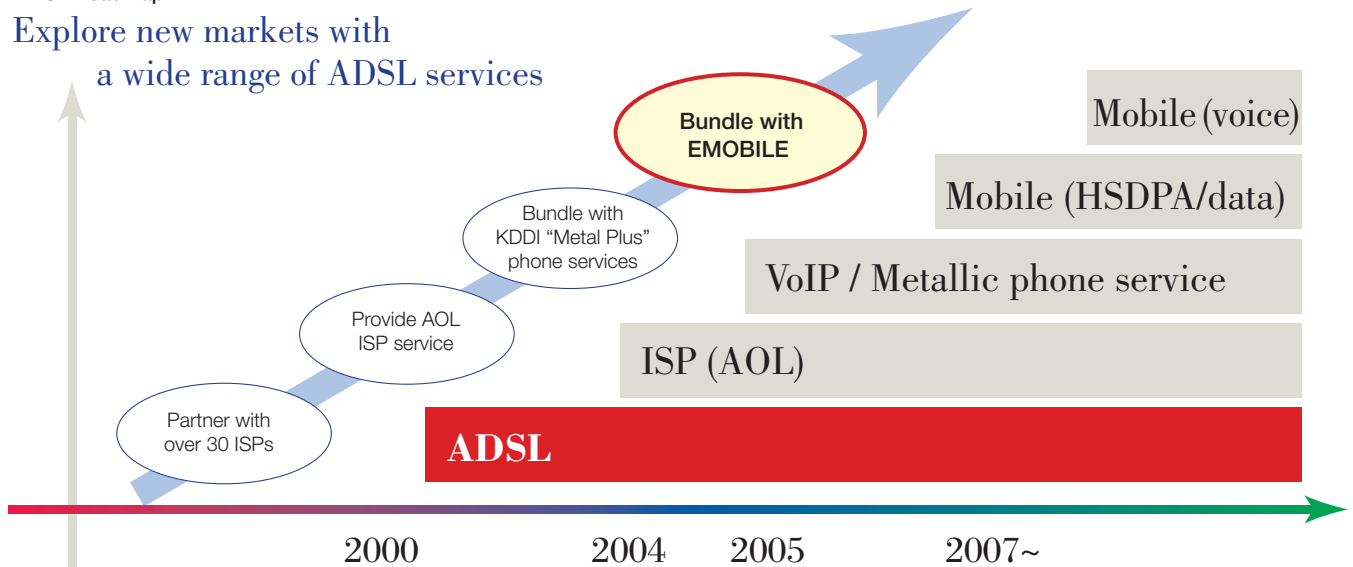 Explore new markets with
a wide range of ADSL services
Bundle with
EMOBILE
Mobile (voice)
Mobile (HSDPA/data)
Bundle with
KDDI “Metal Plus”
phone services
VoIP / Metallic phone service
Provide AOL
ISP service
ISP (AOL)
Partner with
over 30 ISPs
ADSL
2000 2004 2005 2007~